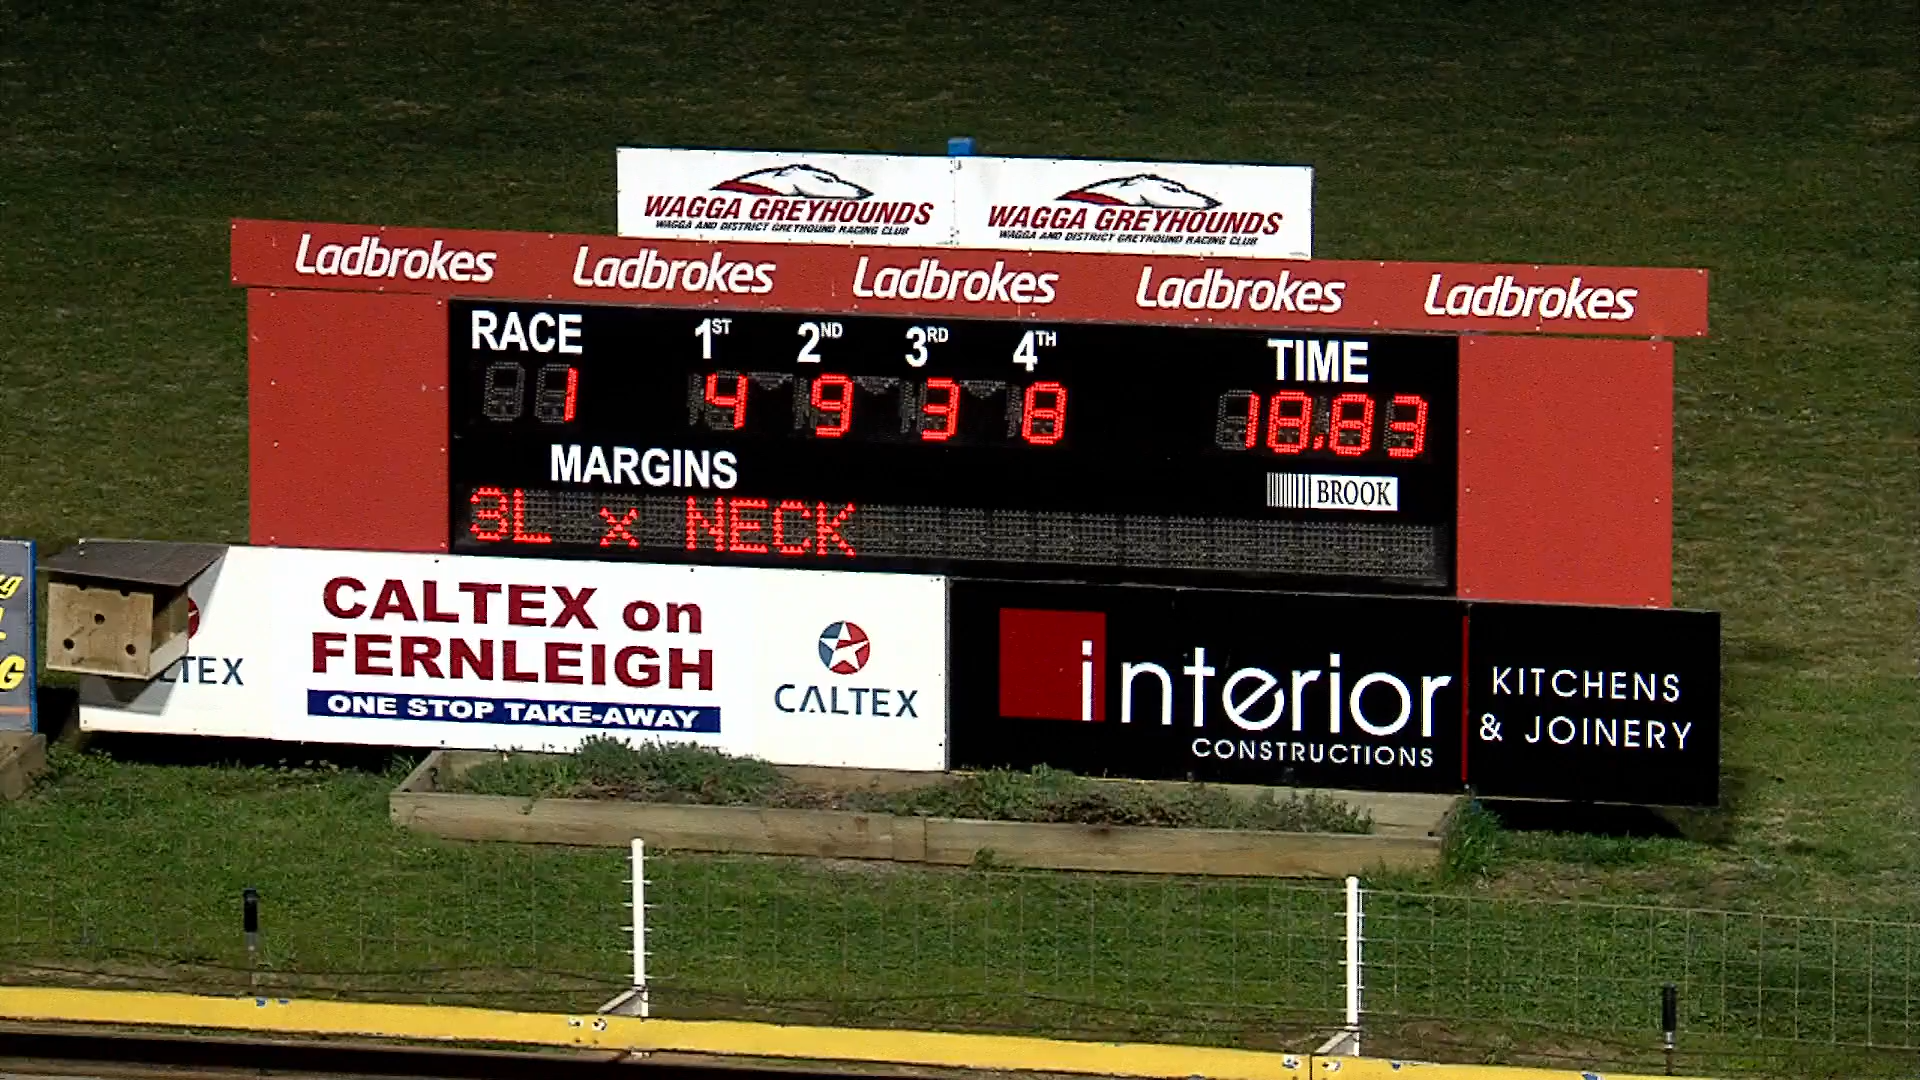 WAGGA GREYHOUNDS
WAGGA AND DISTRICT GREYHOUND RACING CLUB
WAGGA GREYHOUNDS
WAGGA AND DISTRICT GREYHOUND RACING CLUB
Ladbrokes Ladbrokes Ladbrokes Ladbrokes Ladbrokes
RACE 1ST 2ND 3RD 4TH TIME
1 4 9 3 8 18.83
MARGINS
BROOK
3L x NECK
CALTEX on
FERNLEIGH
ONE STOP TAKE-AWAY
CALTEX
interior
CONSTRUCTIONS
KITCHENS
& JOINERY